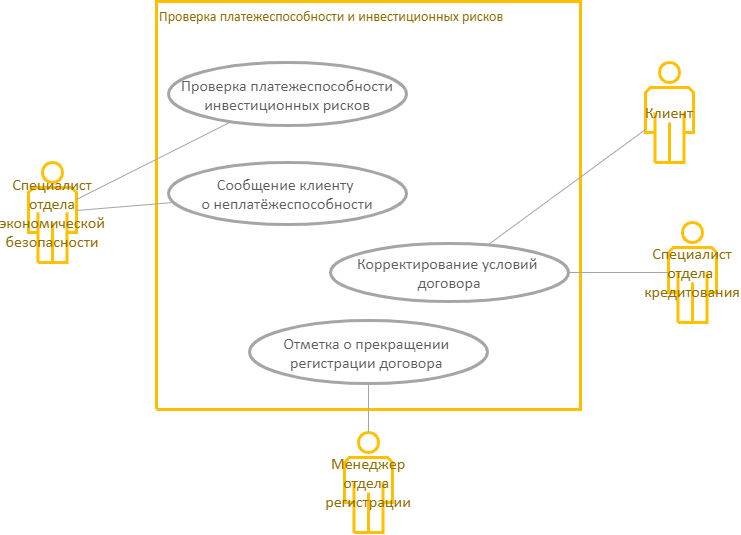 Проверка платежеспособности и инвестиционных рисков
Проверка платежеспособности
инвестиционных рисков
Клиент
Специалист
отдела
экономической
безопасности
Сообщение клиенту
о неплатёжеспособности
Корректирование условий
договора
Специалист
отдела
кредитования
Отметка о прекращении
регистрации договора
Менеджер
отдела
регистрации